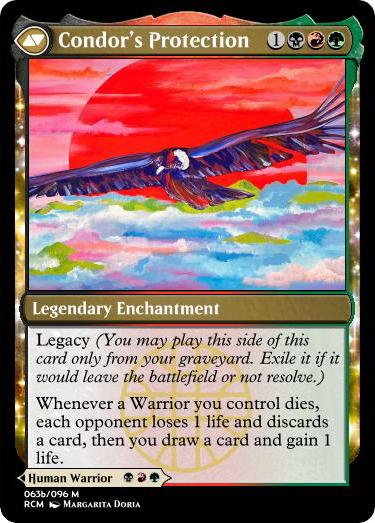 Condor's Protection 1
Legendary Enchantment
Legacy (You may play this side of this
card only from your graveyard. Exile it if it
would leave the battlefield or not resolve.)
Whenever a Warrior you control dies,
each opponent loses 1 life and discards
a card, then you draw a card and gain 1
life.
Human Warrior
063b/096 M
RCM Margarita Doria